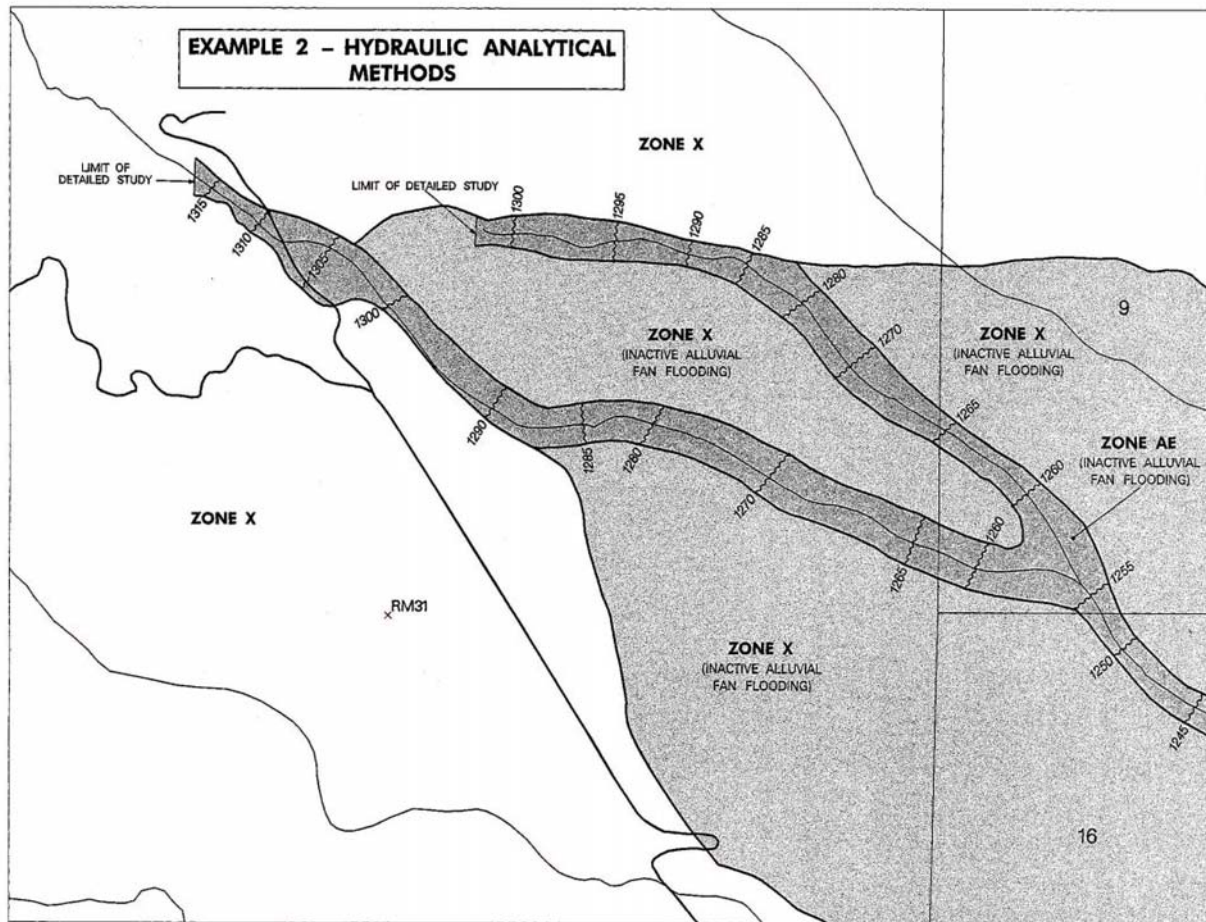 EXAMPLE 2 – HYDRAULIC ANALYTICAL
METHODS
ZONE X
LIMIT OF
DETAILED STUDY
LIMIT OF DETAILED STUDY
1315
1310
1305
1300
1300
1295
1290
1285
1280
9
ZONE X
(INACTIVE ALLUVIAL
FAN FLOODING)
1270
ZONE X
(INACTIVE ALLUVIAL
FAN FLOODING)
1290
1285
1280
1265
ZONE AE
(INACTIVE ALLUVIAL
FAN FLOODING)
1270
1260
ZONE X
1265
1260
1255
RM31
ZONE X
(INACTIVE ALLUVIAL
FAN FLOODING)
1250
1245
16